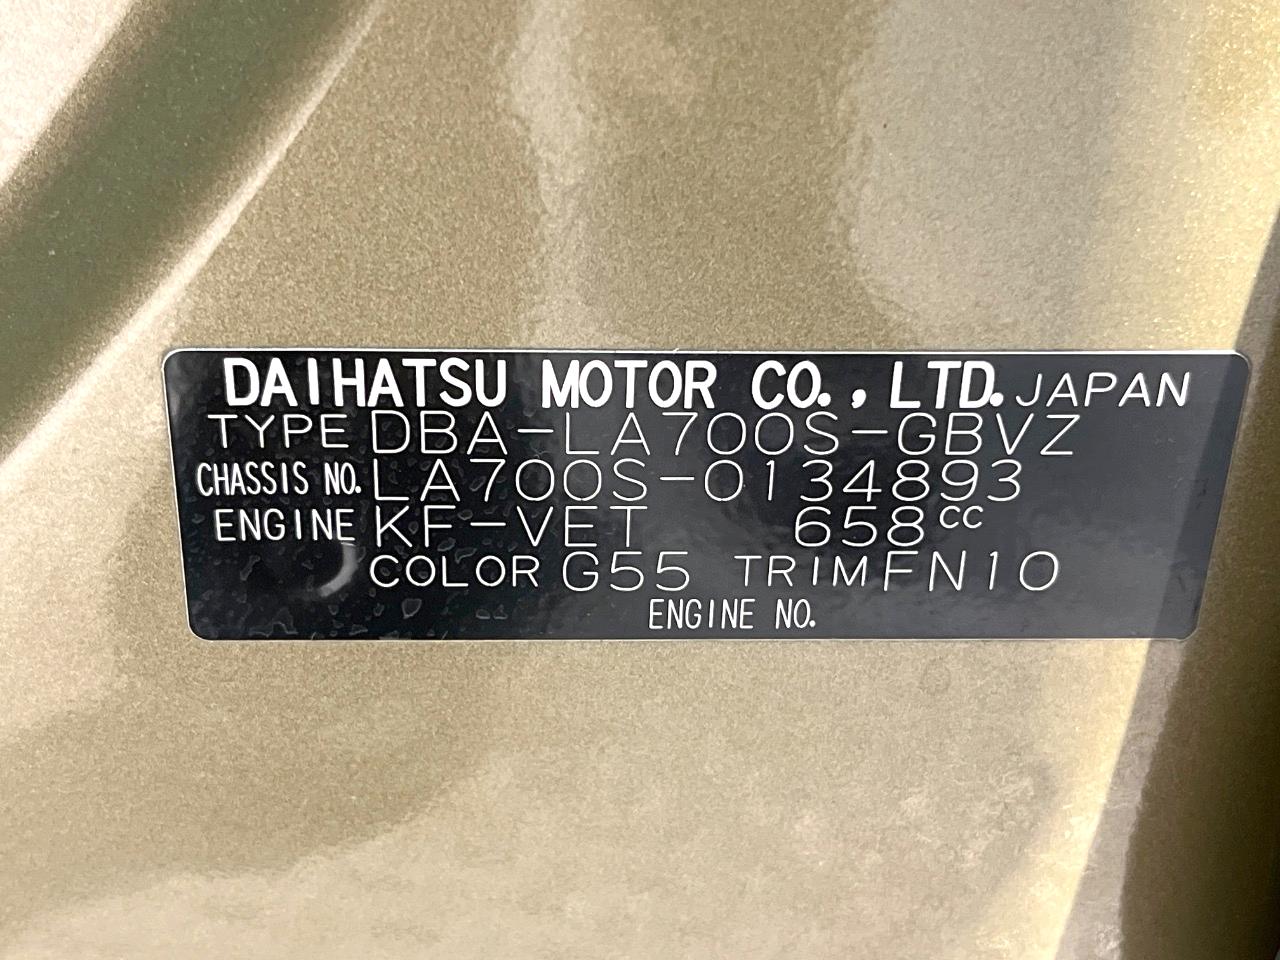 DAIHATSU MOTOR CO., LTD. JAPAN
TYPE DBA-LA700S-GBVZ
CHASSIS NO. LA700S-0134893
ENGINE KF-VET 658cc
COLOR G55 TRIM FN10
ENGINE NO.